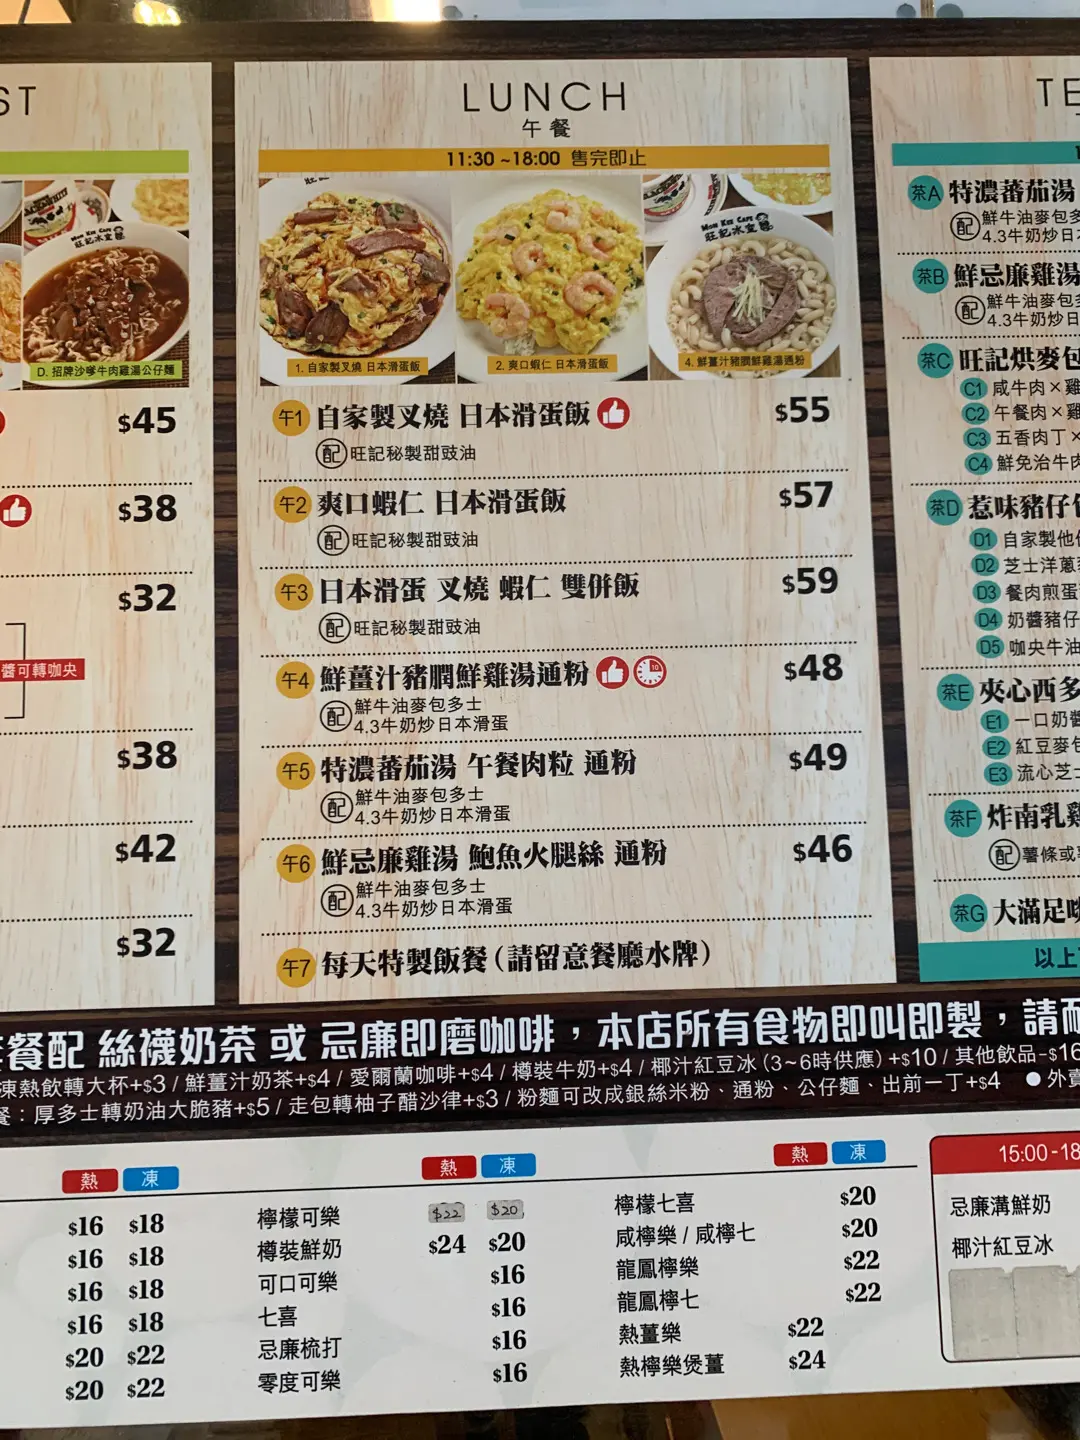 ST
D. 招牌沙爹牛肉雞湯公仔麵
$45
$38
$32
醬可轉咖央
$38
$42
$32
LUNCH
午餐
11:30 ~18:00 售完即止
1. 自家製叉燒 日本滑蛋飯
2. 爽口蝦仁 日本滑蛋飯
4. 鮮薑汁豬膶鮮雞湯通粉
午1 自家製叉燒 日本滑蛋飯 $55
配 旺記秘製甜豉油
午2 爽口蝦仁 日本滑蛋飯 $57
配 旺記秘製甜豉油
午3 日本滑蛋 叉燒 蝦仁 雙併飯 $59
配 旺記秘製甜豉油
午4 鮮薑汁豬膶鮮雞湯通粉 $48
配 鮮牛油麥包多士
4.3牛奶炒日本滑蛋
午5 特濃蕃茄湯 午餐肉粒 通粉 $49
配 鮮牛油麥包多士
4.3牛奶炒日本滑蛋
午6 鮮忌廉雞湯 鮑魚火腿絲 通粉 $46
配 鮮牛油麥包多士
4.3牛奶炒日本滑蛋
午7 每天特製飯餐（請留意餐廳水牌）
TE
茶A 特濃蕃茄湯
配 鮮牛油麥包多
4.3牛奶炒日
茶B 鮮忌廉雞湯
配 鮮牛油麥包多
4.3牛奶炒日
茶C 旺記烘麥包
C1 咸牛肉×雞
C2 午餐肉×雞
C3 五香肉丁×
C4 鮮免治牛肉
茶D 惹味豬仔包
D1 自家製他
D2 芝士洋蔥
D3 餐肉煎蛋
D4 奶醬豬仔
D5 咖央牛油
茶E 夾心西多
E1 一口奶醬
E2 紅豆麥包
E3 流心芝士
茶F 炸南乳雞
配 薯條或
茶G 大滿足
以上
餐配 絲襪奶茶 或 忌廉即磨咖啡，本店所有食物即叫即製，請耐
凍熱飲轉大杯+$3 / 鮮薑汁奶茶+$4 / 愛爾蘭咖啡+$4 / 樽裝牛奶+$4 / 椰汁紅豆冰（3~6時供應）+$10 / 其他飲品-$16
餐：厚多士轉奶油大脆豬+$5 / 走包轉柚子醋沙律+$3 / 粉麵可改成銀絲米粉、通粉、公仔麵、出前一丁+$4 ● 外賣
熱 凍
$16 $18
$16 $18
$16 $18
$16 $18
$20 $22
$20 $22
熱 凍
檸檬可樂 $22 $20
樽裝鮮奶 $24 $20
可口可樂 $16
七喜 $16
忌廉梳打 $16
零度可樂 $16
熱 凍
檸檬七喜 $20
咸檸樂 / 咸檸七 $20
龍鳳檸樂 $22
龍鳳檸七 $22
熱薑樂 $22
熱檸樂煲薑 $24
15:00-18
忌廉溝鮮奶
椰汁紅豆冰